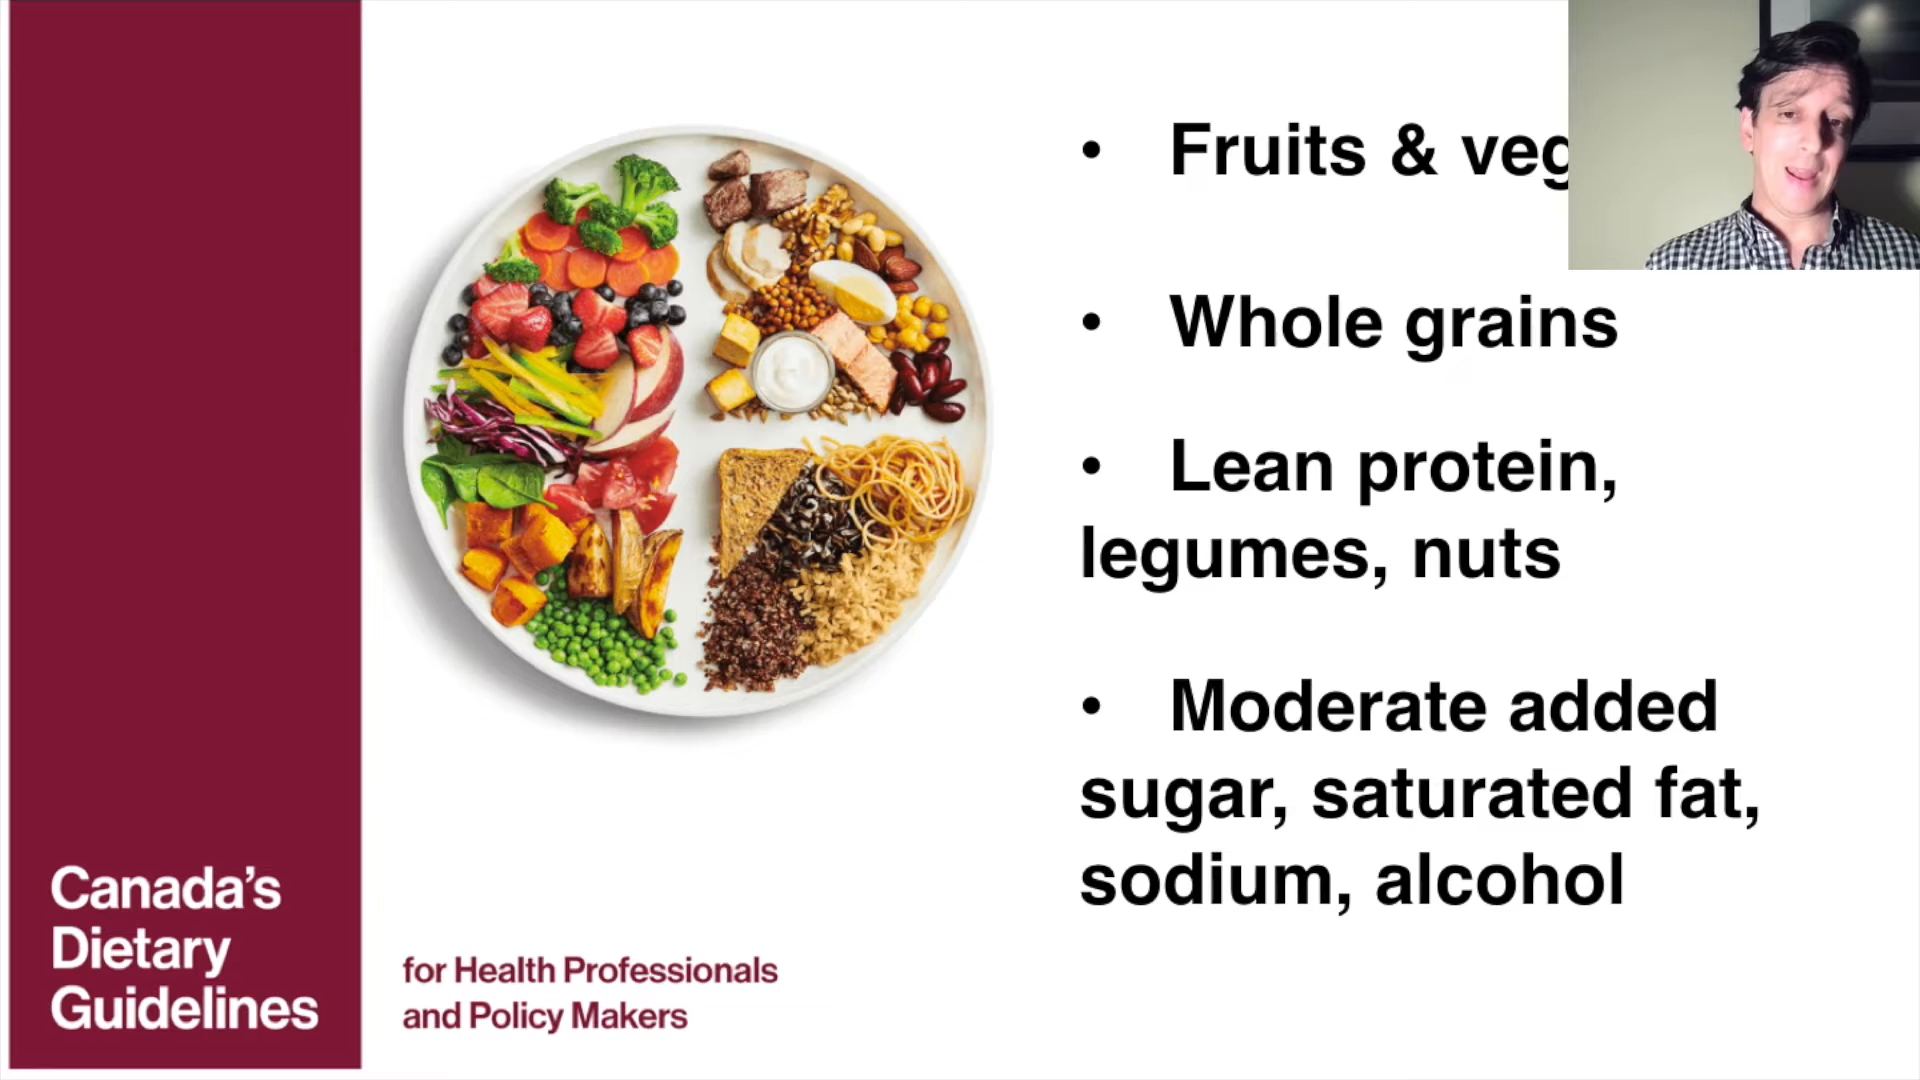 • Fruits & veg
• Whole grains
• Lean protein,
legumes, nuts
• Moderate added
sugar, saturated fat,
sodium, alcohol
Canada's
Dietary
Guidelines
for Health Professionals
and Policy Makers